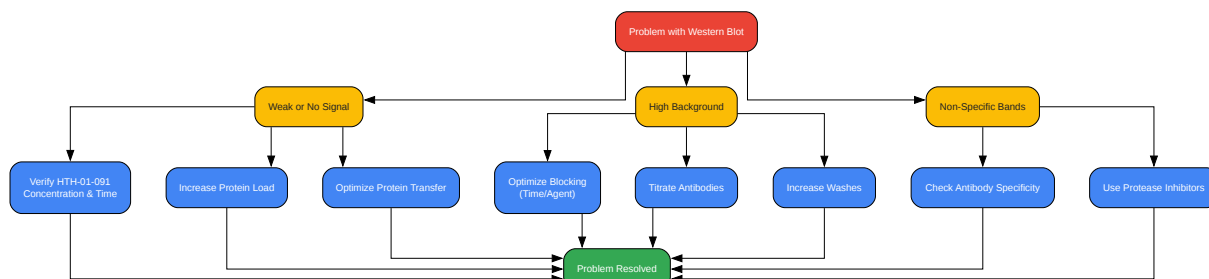 Problem with Western Blot
Weak or No Signal
High Background
Non-Specific Bands
Verify HTH-01-091
Concentration & Time
Increase Protein Load
Optimize Protein Transfer
Optimize Blocking
(Time/Agent)
Titrate Antibodies
Increase Washes
Check Antibody Specificity
Use Protease Inhibitors
Problem Resolved